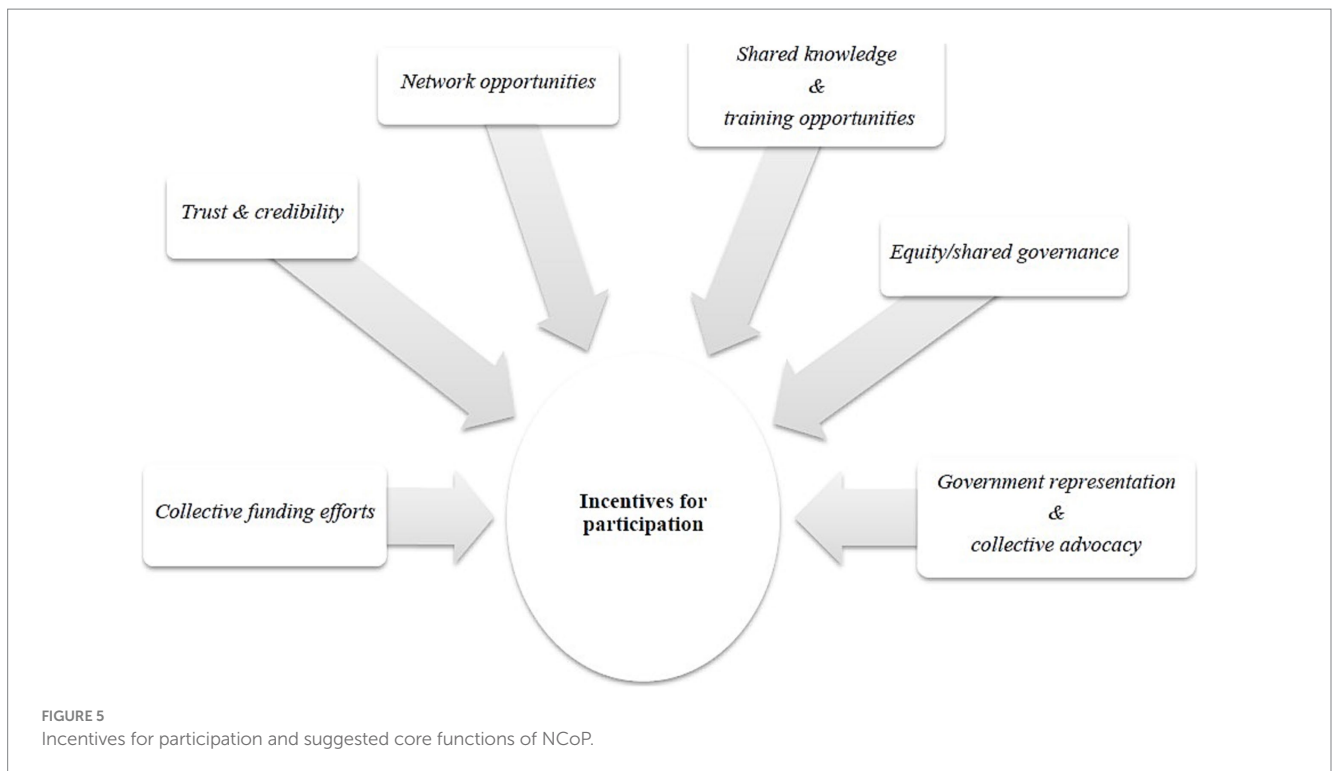 Shared knowledge
&
training opportunities
Network opportunities
Trust & credibility
Equity/shared governance
Collective funding efforts
Incentives for
participation
Government representation
&
collective advocacy
FIGURE 5
Incentives for participation and suggested core functions of NCoP.